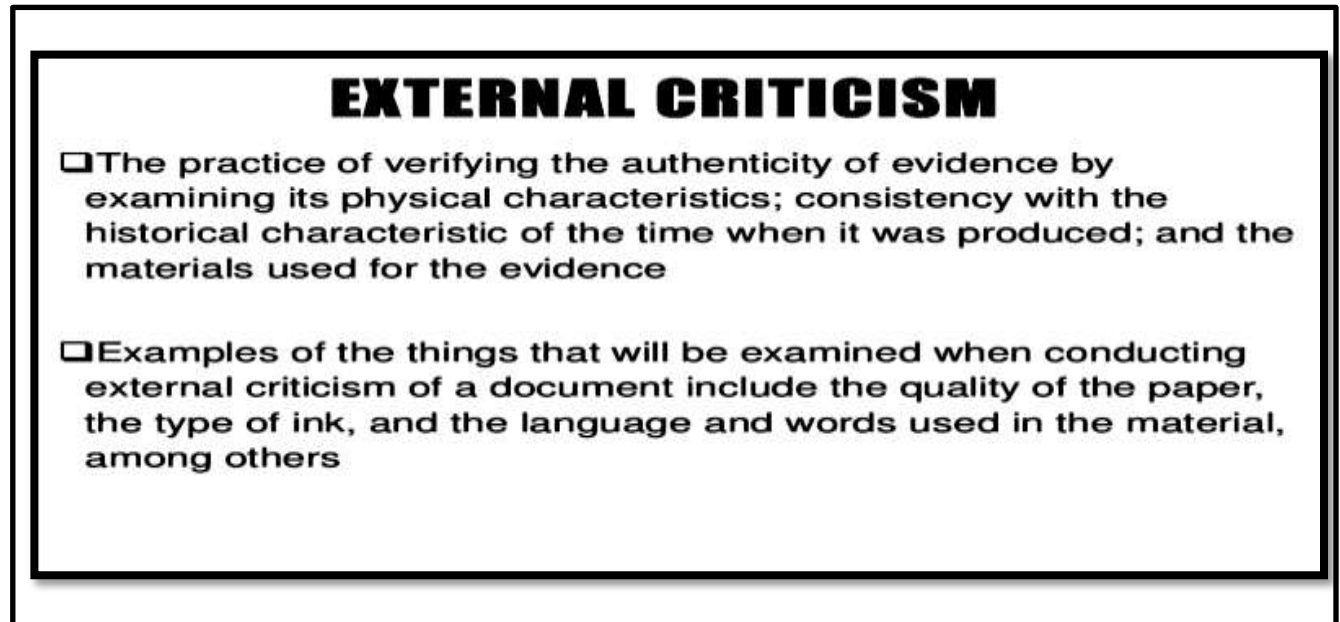 EXTERNAL CRITICISM
❑The practice of verifying the authenticity of evidence by
examining its physical characteristics; consistency with the
historical characteristic of the time when it was produced; and the
materials used for the evidence
❑Examples of the things that will be examined when conducting
external criticism of a document include the quality of the paper,
the type of ink, and the language and words used in the material,
among others